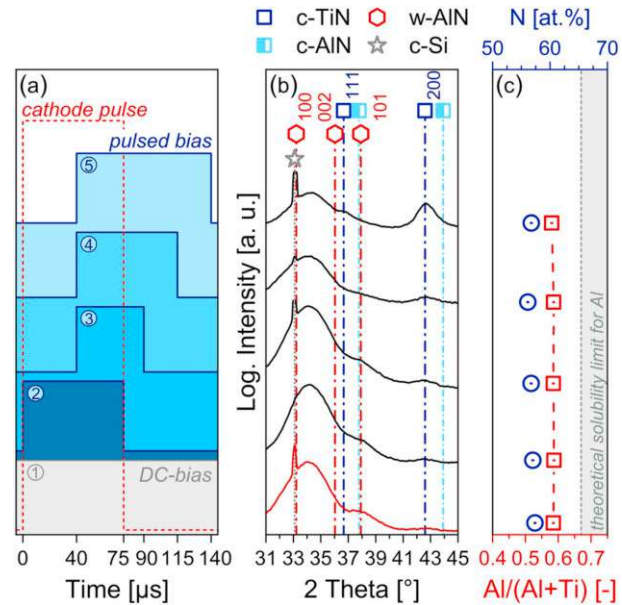 c-TiN w-AlN N [at.%]
c-AlN c-Si 50 60 70
(a)
cathode pulse
pulsed bias
⑤
④
③
②
①
DC-bias
0 40 75 90 115 140
Time [µs]
(b)
100
002
111
101
200
Log. Intensity [a. u.]
31 33 35 37 39 41 43 45
2 Theta [°]
(c)
theoretical solubility limit for Al
0.4 0.5 0.6 0.7
Al/(Al+Ti) [-]